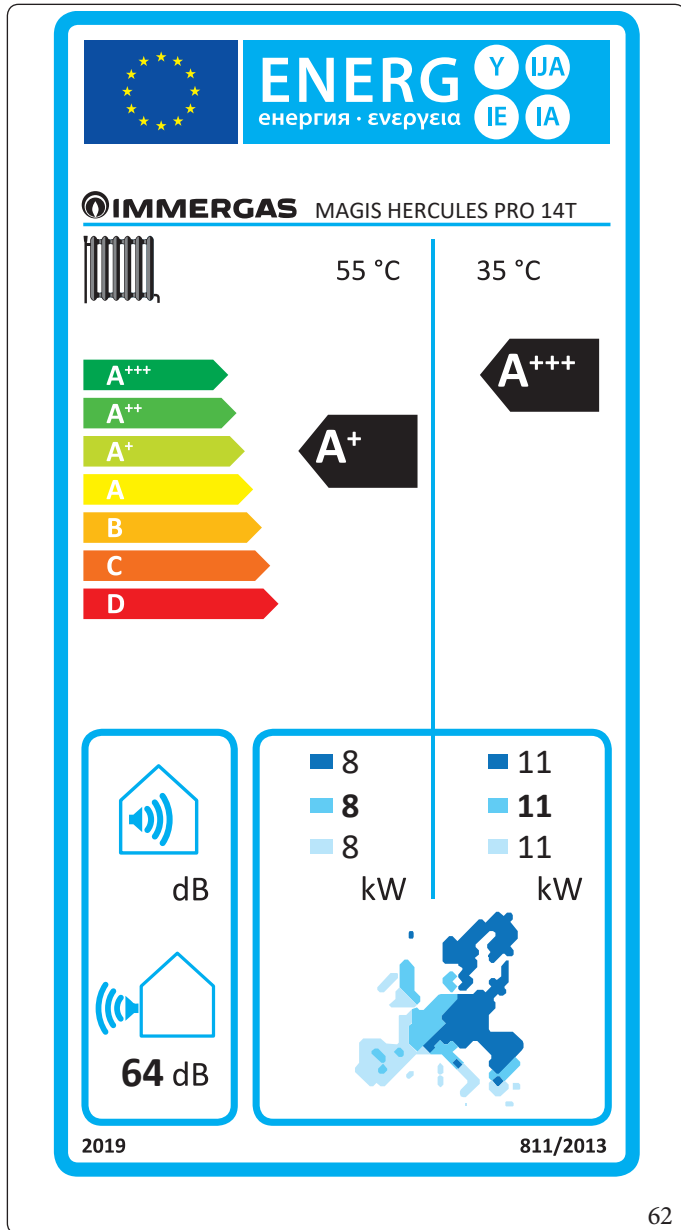 ENERG Y IJA
енергия · ενεργεια IE IA
IMMERGAS MAGIS HERCULES PRO 14T
55 °C 35 °C
A+++
A+++
A++
A+
A+
A
B
C
D
8 11
8 11
8 11
dB kW kW
64 dB
2019 811/2013
62